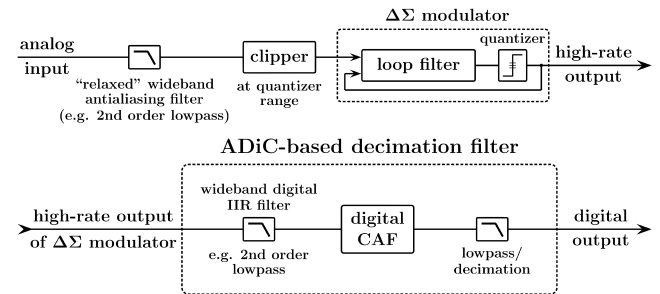 ΔΣ modulator
analog
input
"relaxed" wideband
antialiasing filter
(e.g. 2nd order lowpass)
clipper
at quantizer
range
loop filter
quantizer
high-rate
output
ADiC-based decimation filter
high-rate output
of ΔΣ modulator
wideband digital
IIR filter
e.g. 2nd order
lowpass
digital
CAF
lowpass/
decimation
digital
output